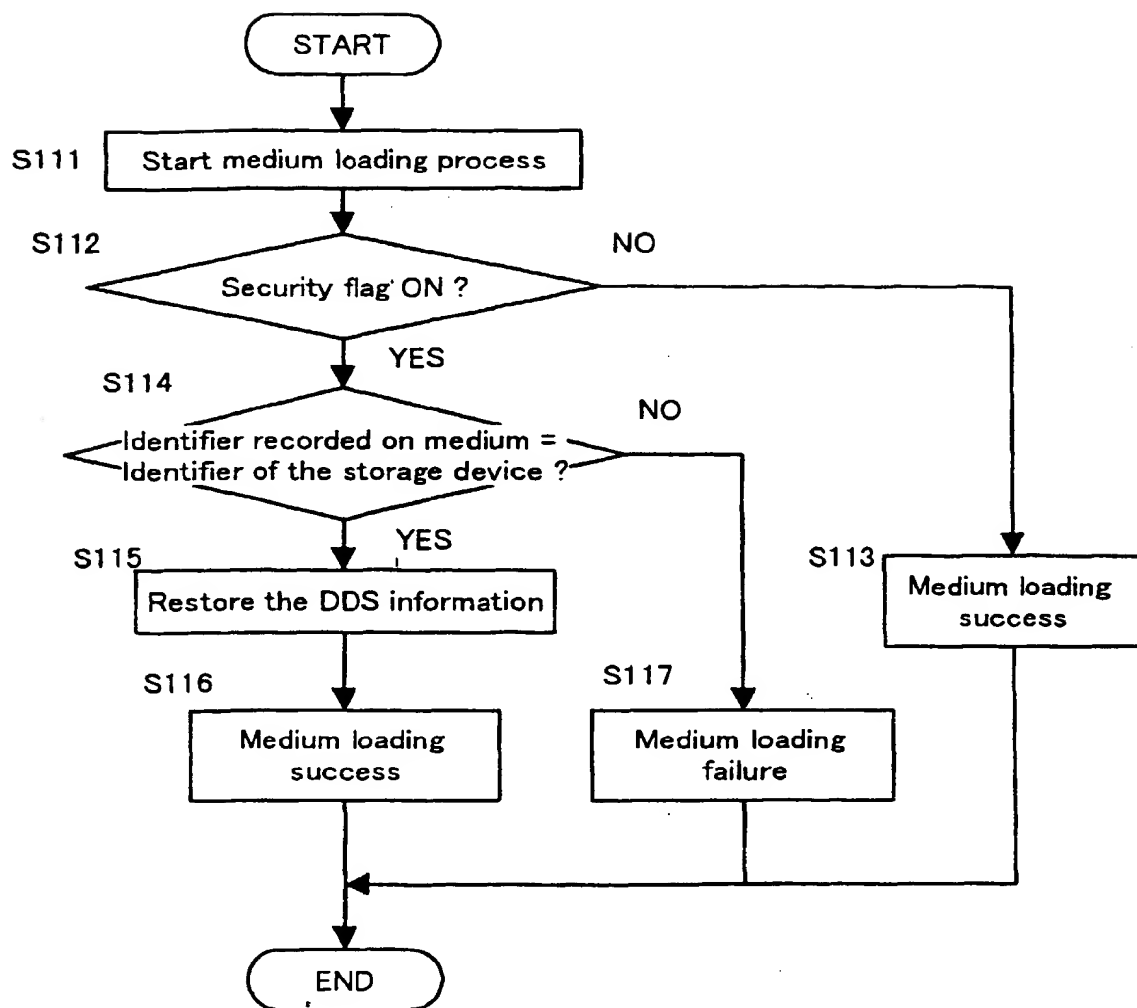 START
S111
Start medium loading process
S112
NO
Security flag ON ?
YES
S114
NO
Identifier recorded on medium =
Identifier of the storage device ?
YES
S115
S113
Restore the DDS information
Medium loading
success
S116
S117
Medium loading
success
Medium loading
failure
END